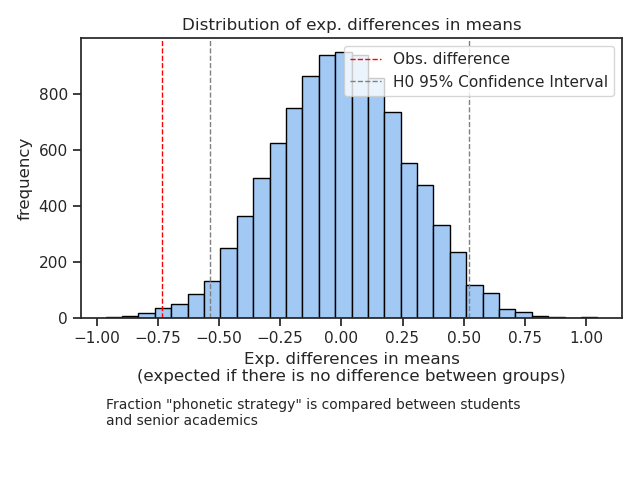 Distribution of exp. differences in means
Obs. difference
H0 95% Confidence Interval
frequency
800
600
400
200
0
−1.00 −0.75 −0.50 −0.25 0.00 0.25 0.50 0.75 1.00
Exp. differences in means
(expected if there is no difference between groups)
Fraction "phonetic strategy" is compared between students
and senior academics